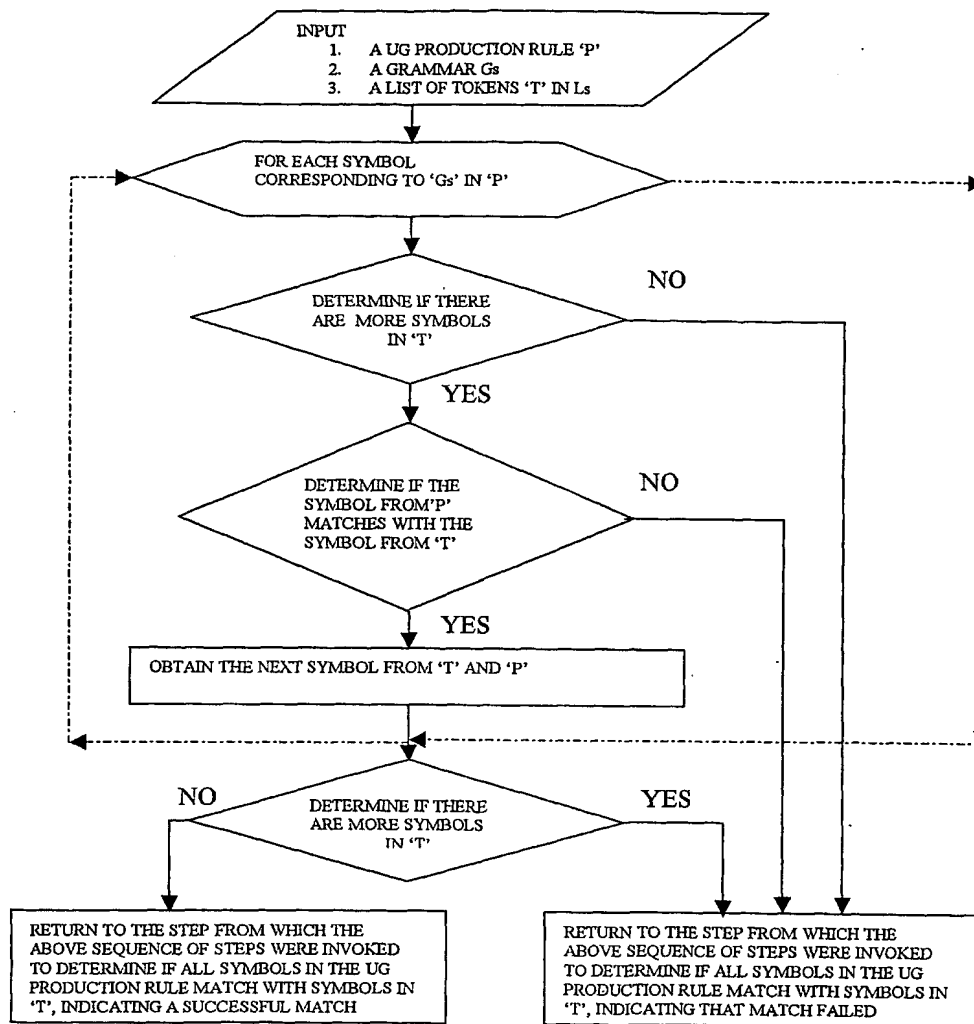 INPUT
1. A UG PRODUCTION RULE 'P'
2. A GRAMMAR Gs
3. A LIST OF TOKENS 'T' IN Ls
FOR EACH SYMBOL
CORRESPONDING TO 'Gs' IN 'P'
NO
DETERMINE IF THERE
ARE MORE SYMBOLS
IN 'T'
YES
NO
DETERMINE IF THE
SYMBOL FROM'P'
MATCHES WITH THE
SYMBOL FROM 'T'
YES
OBTAIN THE NEXT SYMBOL FROM 'T' AND 'P'
NO
YES
DETERMINE IF THERE
ARE MORE SYMBOLS
IN 'T'
RETURN TO THE STEP FROM WHICH THE
ABOVE SEQUENCE OF STEPS WERE INVOKED
TO DETERMINE IF ALL SYMBOLS IN THE UG
PRODUCTION RULE MATCH WITH SYMBOLS IN
'T', INDICATING A SUCCESSFUL MATCH
RETURN TO THE STEP FROM WHICH THE
ABOVE SEQUENCE OF STEPS WERE INVOKED
TO DETERMINE IF ALL SYMBOLS IN THE UG
PRODUCTION RULE MATCH WITH SYMBOLS IN
'T', INDICATING THAT MATCH FAILED